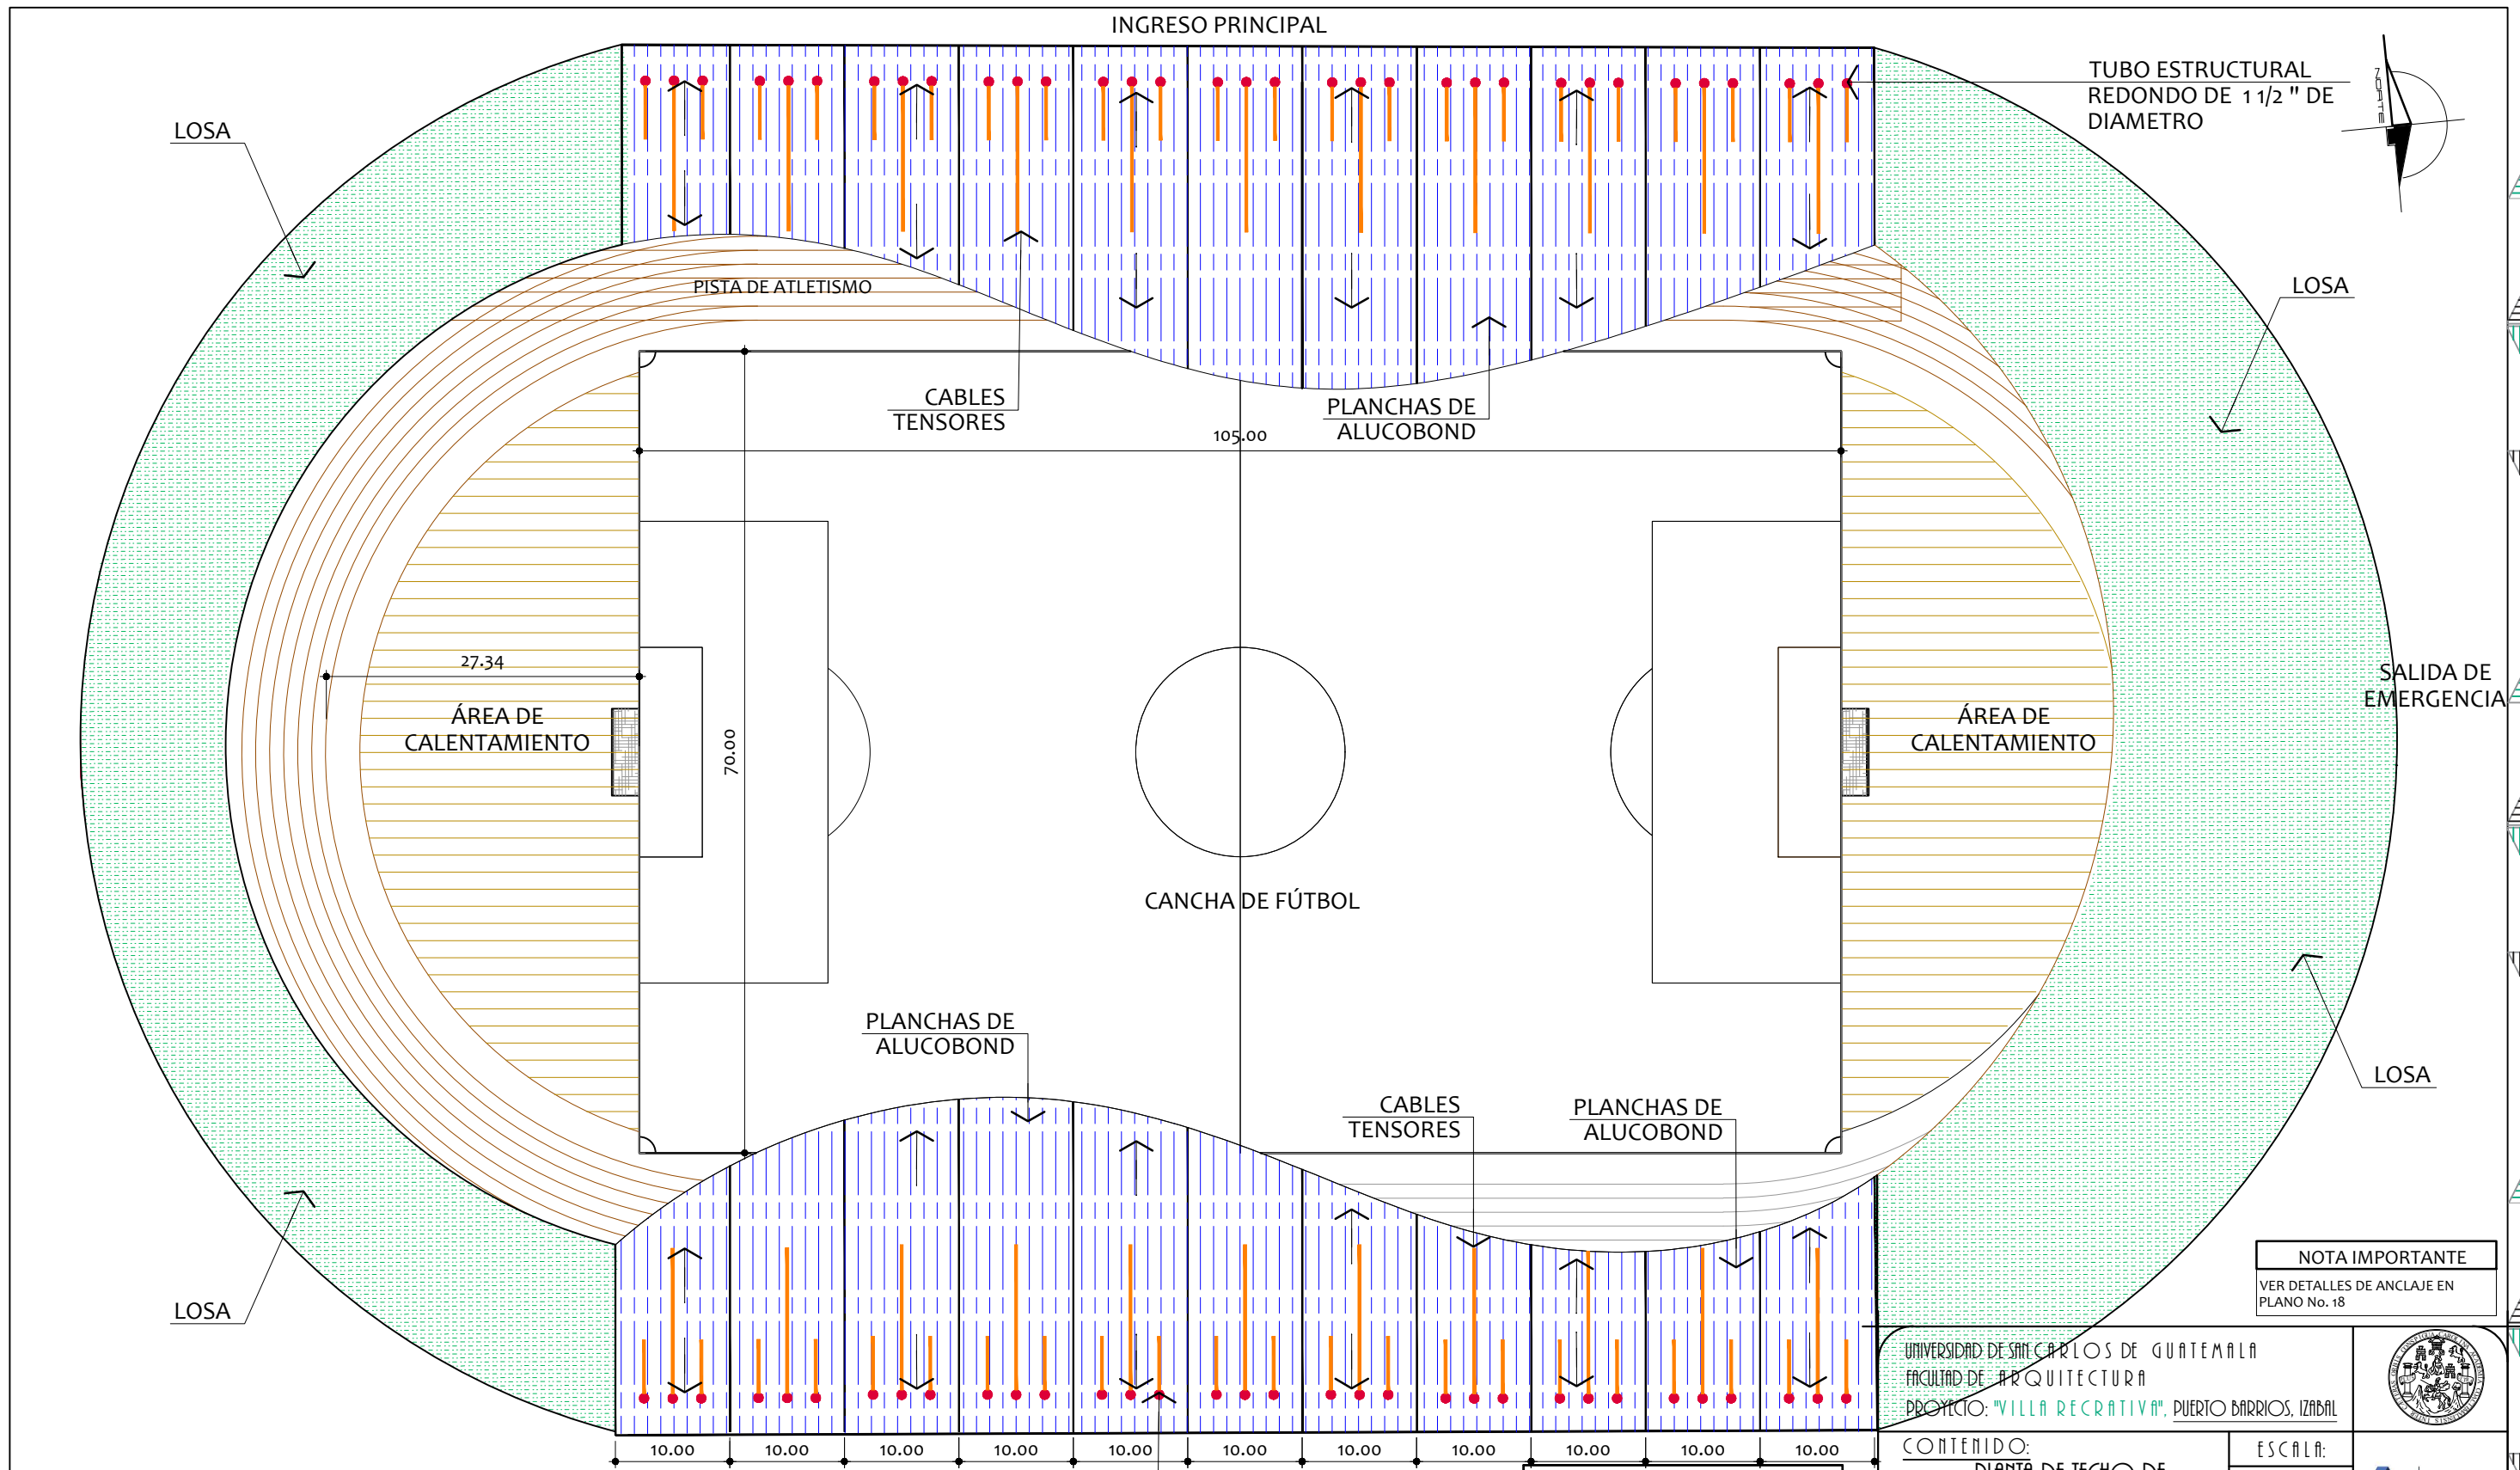 INGRESO PRINCIPAL
TUBO ESTRUCTURAL
REDONDO DE 1 1/2 " DE
DIAMETRO
NORTE
LOSA
LOSA
PISTA DE ATLETISMO
CABLES
TENSORES
PLANCHAS DE
ALUCOBOND
105.00
27.34
70.00
ÁREA DE
CALENTAMIENTO
ÁREA DE
CALENTAMIENTO
SALIDA DE
EMERGENCIA
CANCHA DE FÚTBOL
PLANCHAS DE
ALUCOBOND
CABLES
TENSORES
PLANCHAS DE
ALUCOBOND
LOSA
LOSA
NOTA IMPORTANTE
VER DETALLES DE ANCLAJE EN
PLANO No. 18
UNIVERSIDAD DE SAN CARLOS DE GUATEMALA
FACULTAD DE ARQUITECTURA
PROYECTO: "VILLA RECRATIVA", PUERTO BARRIOS, IZABAL
10.00 10.00 10.00 10.00 10.00 10.00 10.00 10.00 10.00 10.00 10.00
CONTENIDO:
PLANTA DE TECHO DE
ESCALA: